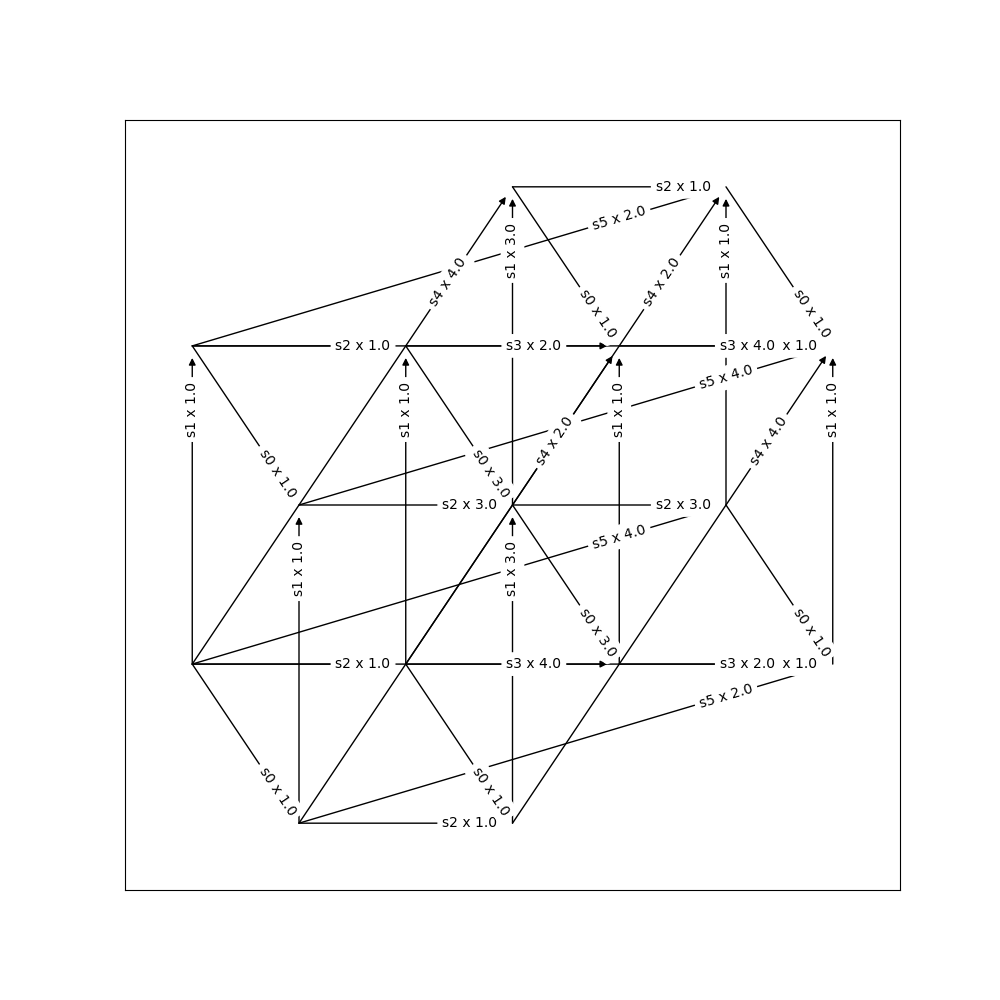 s2 x 1.0
s5 x 2.0
s1 x 3.0
s1 x 1.0
s4 x 4.0
s4 x 2.0
s0 x 1.0
s0 x 1.0
s2 x 1.0
s3 x 2.0
s3 x 4.0
x 1.0
s5 x 4.0
s1 x 1.0
s1 x 1.0
s1 x 1.0
s1 x 1.0
s4 x 2.0
s4 x 4.0
s0 x 1.0
s0 x 3.0
s2 x 3.0
s2 x 3.0
s5 x 4.0
s1 x 1.0
s1 x 3.0
s0 x 3.0
s0 x 1.0
s2 x 1.0
s3 x 4.0
s3 x 2.0
x 1.0
s5 x 2.0
s0 x 1.0
s0 x 1.0
s2 x 1.0